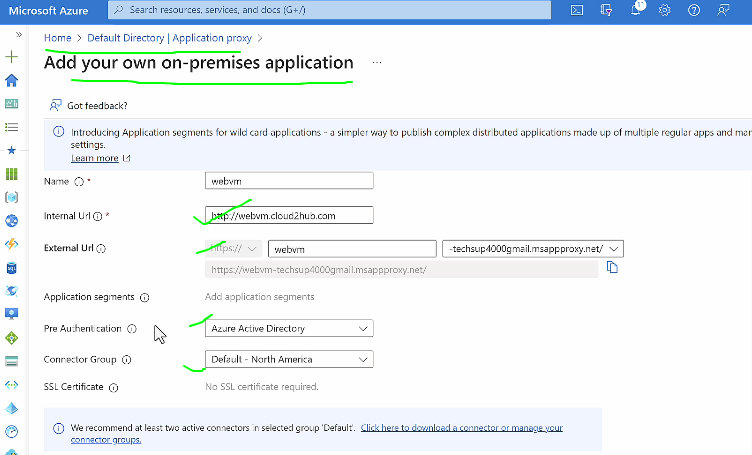 Microsoft Azure
Search resources, services, and docs (G+/)
Home > Default Directory | Application proxy >
Add your own on-premises application ...
Got feedback?
Introducing Application segments for wild card applications - a simpler way to publish complex distributed applications made up of multiple regular apps and mar
settings.
Learn more
Name * webvm
Internal Url * http://webvm.cloud2hub.com
External Url https:// webvm -techsup4000gmail.msappproxy.net/
https://webvm-techsup4000gmail.msappproxy.net/
Application segments Add application segments
Pre Authentication Azure Active Directory
Connector Group Default - North America
SSL Certificate No SSL certificate required.
We recommend at least two active connectors in selected group 'Default'. Click here to download a connector or manage your
connector groups.